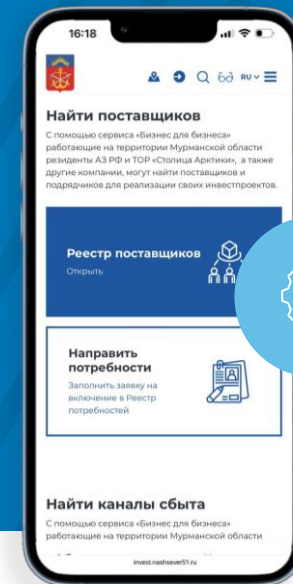 16:18
RU
Найти поставщиков
С помощью сервиса «Бизнес для бизнеса»
работающие на территории Мурманской области
резиденты АЗ РФ и ТОР «Столица Арктики», а также
другие компании, могут найти поставщиков и
подрядчиков для реализации своих инвестпроектов.
Реестр поставщиков
Открыть
Направить
потребности
Заполнить заявку на
включение в Реестр
потребностей
Найти каналы сбыта
С помощью сервиса «Бизнес для бизнеса»
работающие на территории Мурманской области
invest.nashsever51.ru